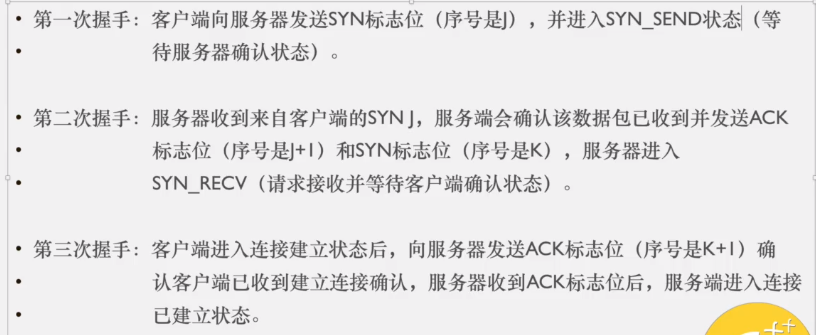 • 第一次握手：客户端向服务器发送SYN标志位（序号是J），并进入SYN_SEND状态（等
• 待服务器确认状态）。
• 第二次握手：服务器收到来自客户端的SYN J，服务端会确认该数据包已收到并发送ACK
• 标志位（序号是J+1）和SYN标志位（序号是K），服务器进入
• SYN_RECV（请求接收并等待客户端确认状态）。
• 第三次握手：客户端进入连接建立状态后，向服务器发送ACK标志位（序号是K+1）确
• 认客户端已收到建立连接确认，服务器收到ACK标志位后，服务端进入连接
• 已建立状态。